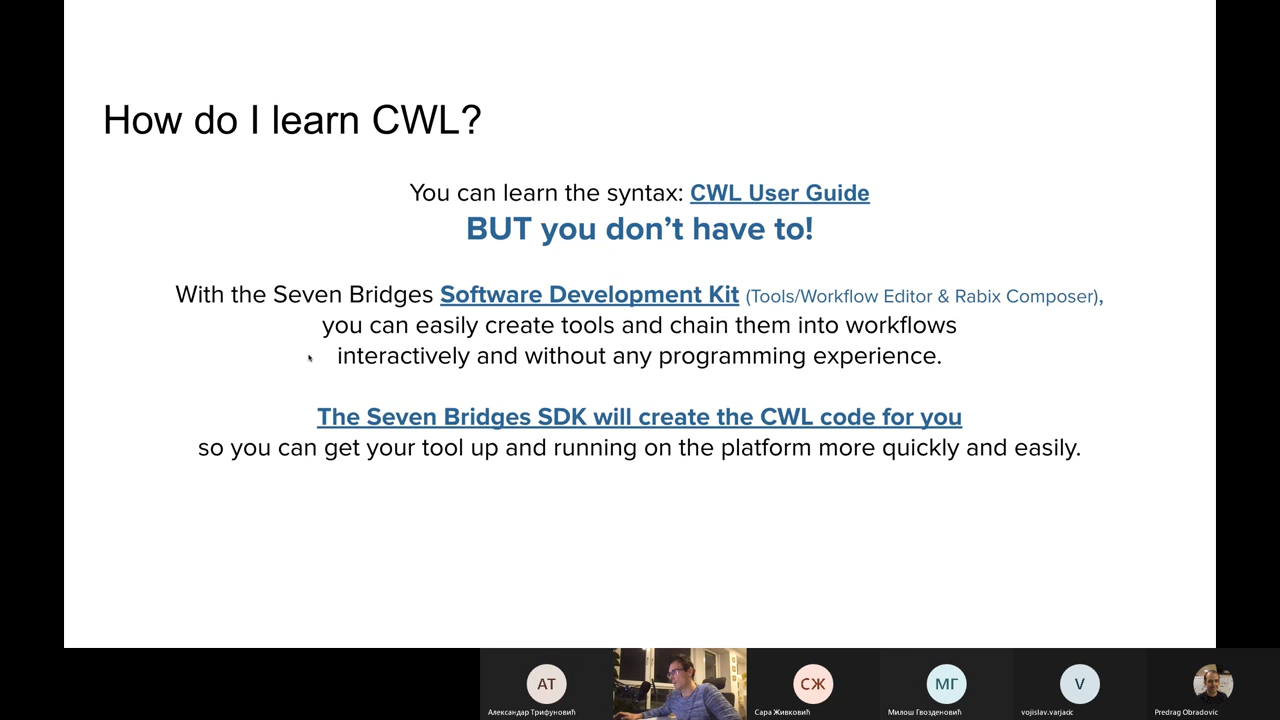 How do I learn CWL?
You can learn the syntax: CWL User Guide
BUT you don’t have to!
With the Seven Bridges Software Development Kit (Tools/Workflow Editor & Rabix Composer),
you can easily create tools and chain them into workflows
interactively and without any programming experience.
The Seven Bridges SDK will create the CWL code for you
so you can get your tool up and running on the platform more quickly and easily.
АТ
СЖ
МГ
V
Александар Трифуновић
Сара Живковић
Милош Гвозденовић
vojislav.varjacic
Predrag Obradovic